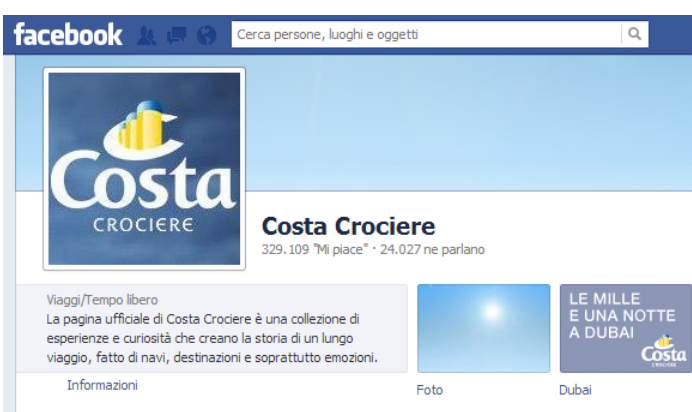 facebook
Cerca persone, luoghi e oggetti
Costa
CROCIERE
Costa Crociere
329.109 "Mi piace" · 24.027 ne parlano
Viaggi/Tempo libero
La pagina ufficiale di Costa Crociere è una collezione di
esperienze e curiosità che creano la storia di un lungo
viaggio, fatto di navi, destinazioni e soprattutto emozioni.
Informazioni
Foto
LE MILLE
E UNA NOTTE
A DUBAI
Costa
CROCIERE
Dubai